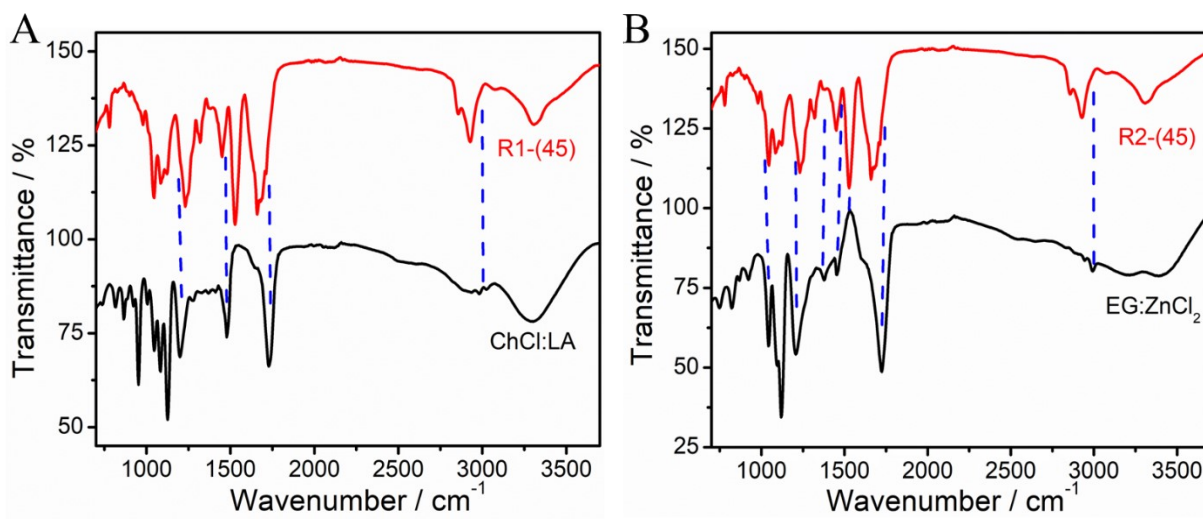 A
Transmittance / %
150
125
100
75
50
R1-(45)
ChCl:LA
1000 1500 2000 2500 3000 3500
Wavenumber / cm⁻¹
B
Transmittance / %
150
125
100
75
50
25
R2-(45)
EG:ZnCl₂
1000 1500 2000 2500 3000 3500
Wavenumber / cm⁻¹